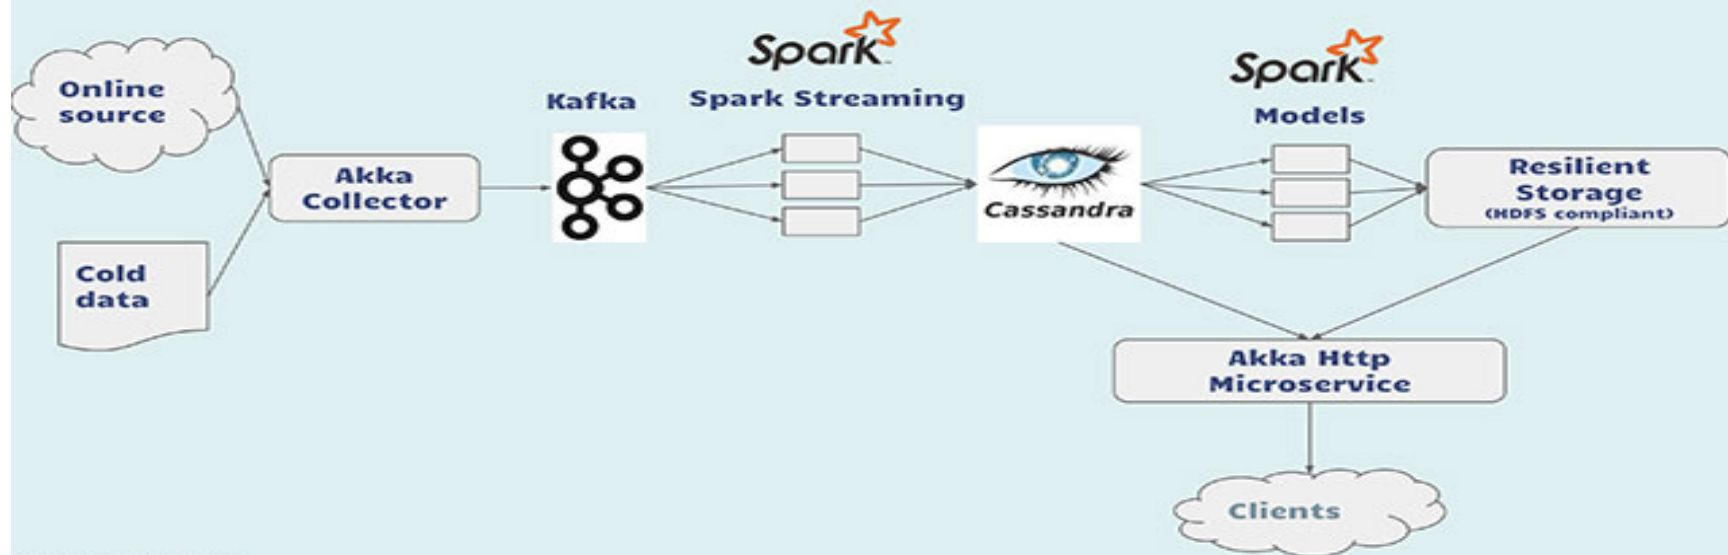 Online
source
Cold
data
Akka
Collector
Kafka
Spark
Spark Streaming
Cassandra
Spark
Models
Resilient
Storage
(HDFS compliant)
Akka Http
Microservice
Clients